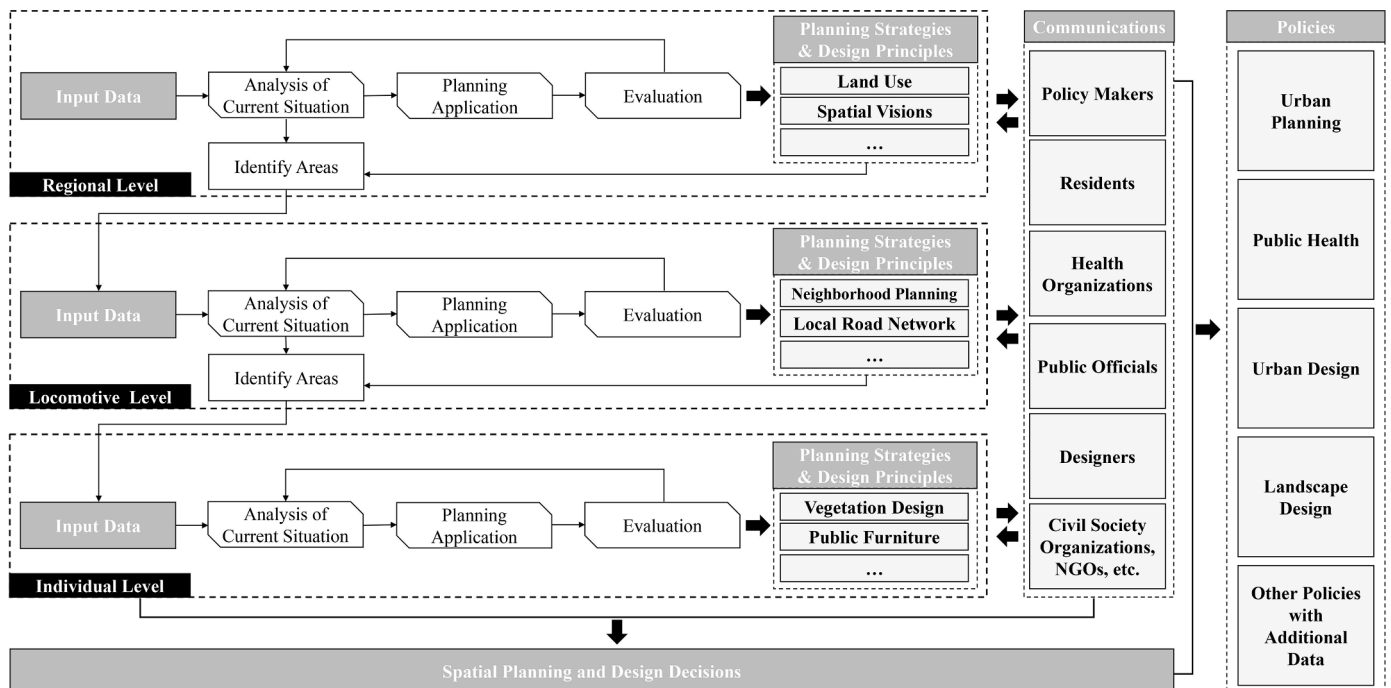 Planning Strategies
& Design Principles
Input Data
Analysis of
Current Situation
Planning
Application
Evaluation
Land Use
Spatial Visions
...
Identify Areas
Regional Level
Planning Strategies
& Design Principles
Input Data
Analysis of
Current Situation
Planning
Application
Evaluation
Neighborhood Planning
Local Road Network
...
Identify Areas
Locomotive Level
Planning Strategies
& Design Principles
Input Data
Analysis of
Current Situation
Planning
Application
Evaluation
Vegetation Design
Public Furniture
...
Individual Level
Communications
Policy Makers
Residents
Health
Organizations
Public Officials
Designers
Civil Society
Organizations,
NGOs, etc.
Policies
Urban
Planning
Public Health
Urban Design
Landscape
Design
Other Policies
with
Additional
Data
Spatial Planning and Design Decisions